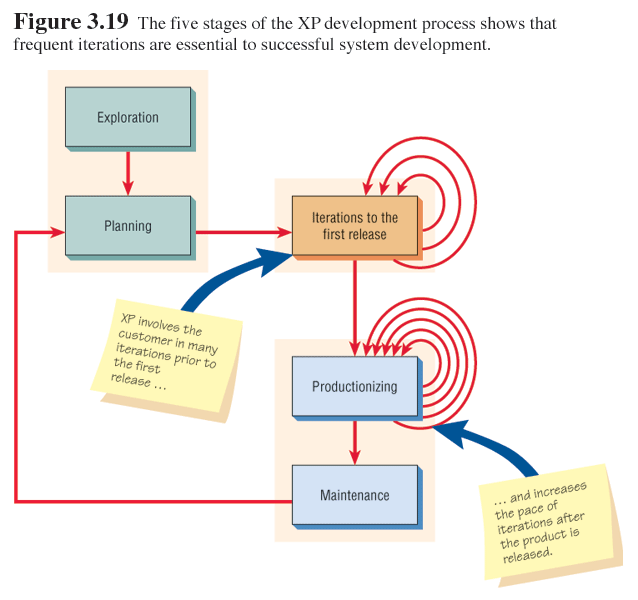 Figure 3.19 The five stages of the XP development process shows that
frequent iterations are essential to successful system development.
Exploration
Planning
Iterations to the
first release
XP involves the
customer in many
iterations prior to
the first
release ...
Productionizing
Maintenance
... and increases
the pace of
iterations after
the product is
released.